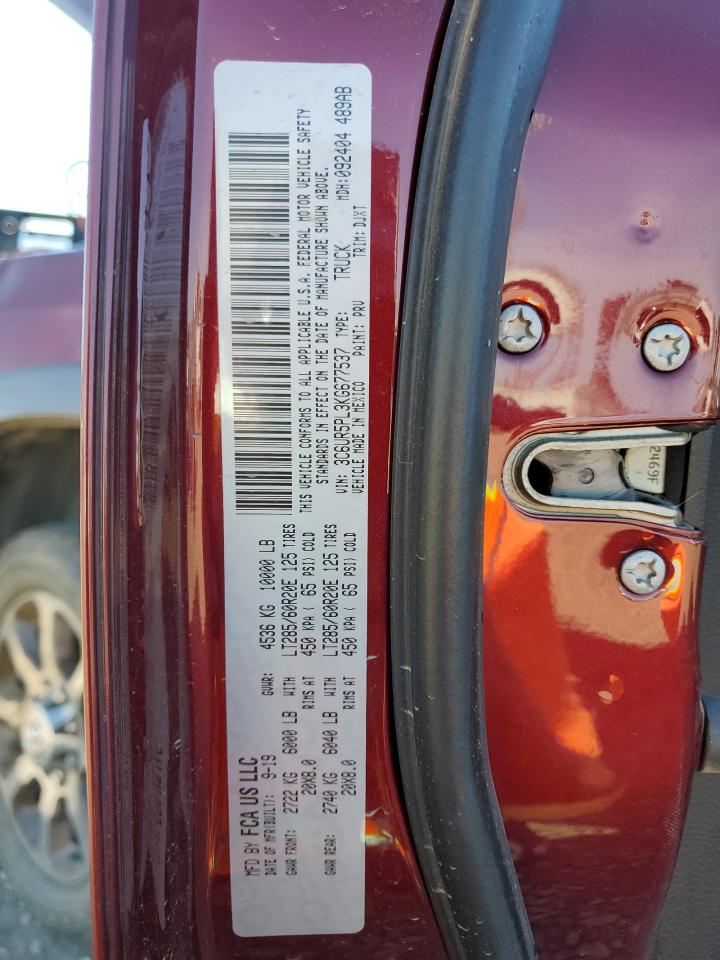 MFD BY FCA US LLC
DATE OF MFR(BUILT): 9-19 GVWR: 4536 KG 10000 LB
GAWR FRONT: 2722 KG 6000 LB WITH LT285/60R20E 125 TIRES
20X8.0 RIMS AT 450 KPA ( 65 PSI) COLD
GAWR REAR: 2740 KG 6040 LB WITH LT285/60R20E 125 TIRES
20X8.0 RIMS AT 450 KPA ( 65 PSI) COLD
THIS VEHICLE CONFORMS TO ALL APPLICABLE U.S.A. FEDERAL MOTOR VEHICLE SAFETY
STANDARDS IN EFFECT ON THE DATE OF MANUFACTURE SHOWN ABOVE.
VIN: 3C6UR5PL3KG677537 TYPE: TRUCK MDH:092404 489AB
VEHICLE MADE IN MEXICO PAINT: PRV TRIM: DJXT
2469F